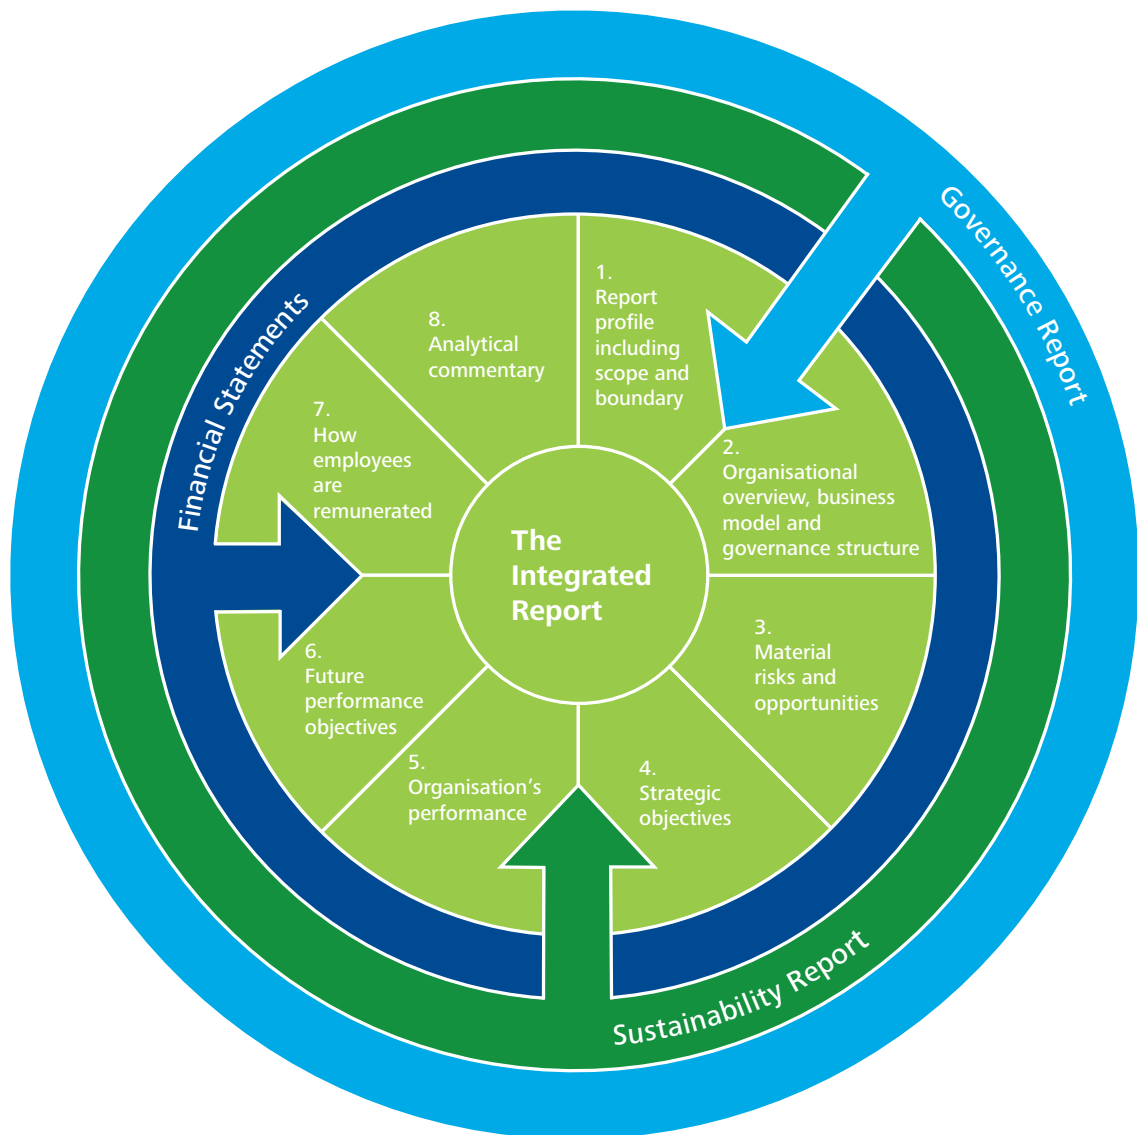 Governance Report
Sustainability Report
Financial Statements
The
Integrated
Report
1.
Report
profile
including
scope and
boundary
2.
Organisational
overview, business
model and
governance structure
3.
Material
risks and
opportunities
4.
Strategic
objectives
5.
Organisation’s
performance
6.
Future
performance
objectives
7.
How
employees
are
remunerated
8.
Analytical
commentary